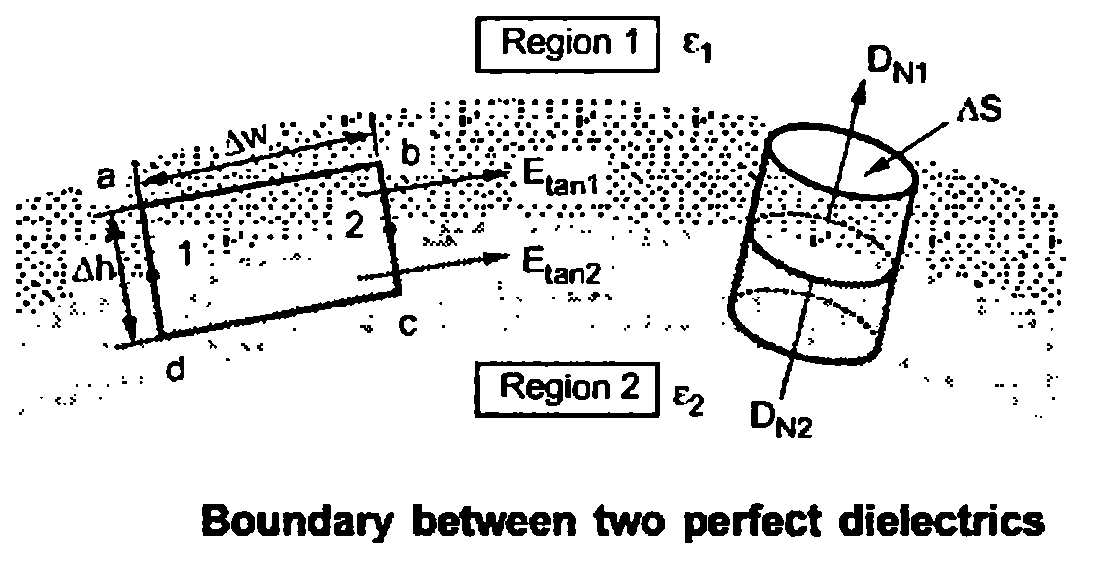 Region 1 ε1
DN1
ΔS
Δw
a
b
Etan1
1
2
Δh
Etan2
c
d
Region 2 ε2
DN2
Boundary between two perfect dielectrics